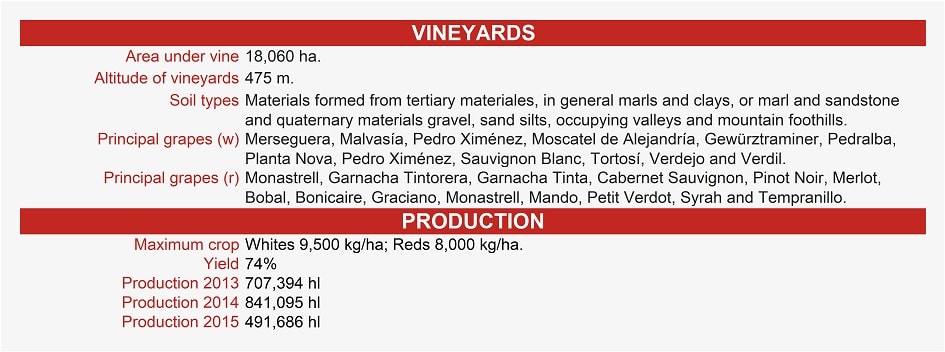 VINEYARDS
Area under vine 18,060 ha.
Altitude of vineyards 475 m.
Soil types Materials formed from tertiary materiales, in general marls and clays, or marl and sandstone
and quaternary materials gravel, sand silts, occupying valleys and mountain foothills.
Principal grapes (w) Merseguera, Malvasía, Pedro Ximénez, Moscatel de Alejandría, Gewürztraminer, Pedralba,
Planta Nova, Pedro Ximénez, Sauvignon Blanc, Tortosí, Verdejo and Verdil.
Principal grapes (r) Monastrell, Garnacha Tintorera, Garnacha Tinta, Cabernet Sauvignon, Pinot Noir, Merlot,
Bobal, Bonicaire, Graciano, Monastrell, Mando, Petit Verdot, Syrah and Tempranillo.
PRODUCTION
Maximum crop Whites 9,500 kg/ha; Reds 8,000 kg/ha.
Yield 74%
Production 2013 707,394 hl
Production 2014 841,095 hl
Production 2015 491,686 hl